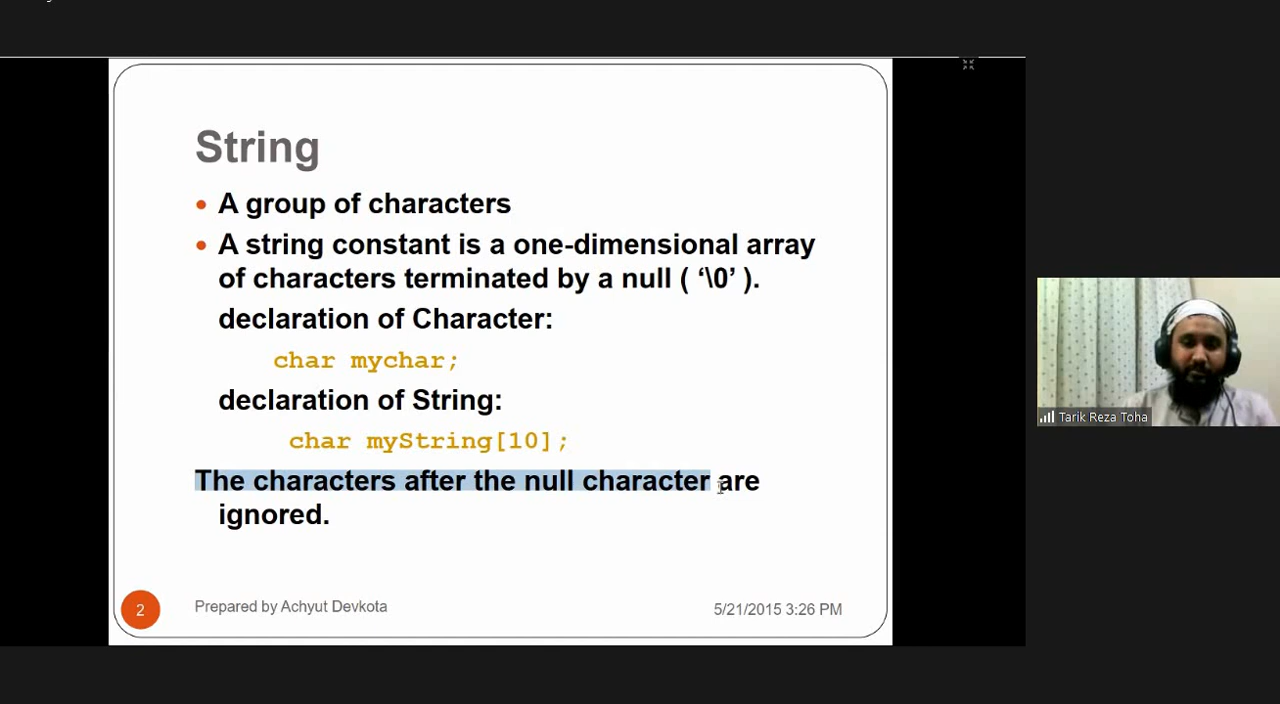 String
• A group of characters
• A string constant is a one-dimensional array
of characters terminated by a null ( ‘\0’ ).
declaration of Character:
char mychar;
declaration of String:
char myString[10];
The characters after the null character are
ignored.
2
Prepared by Achyut Devkota
5/21/2015 3:26 PM
Tarik Reza Toha